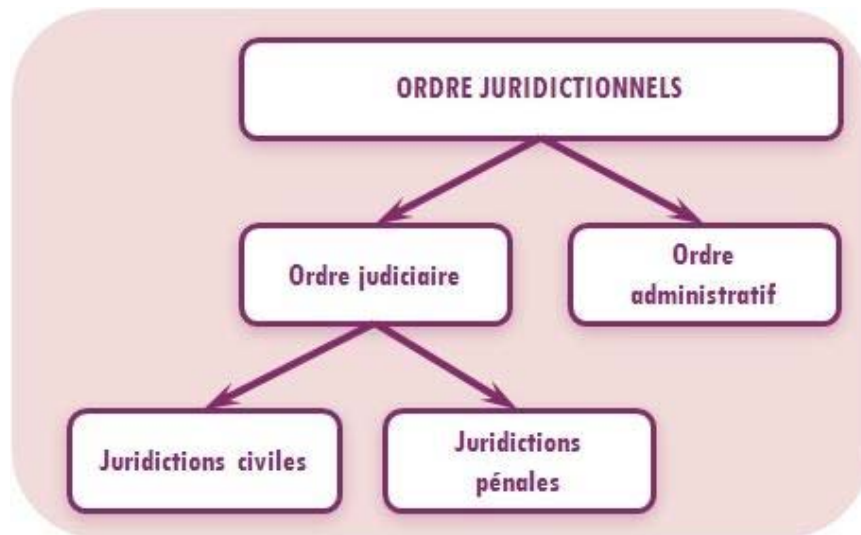 ORDRE JURIDICTIONNELS
Ordre judiciaire
Ordre
administratif
Juridictions civiles
Juridictions
pénales